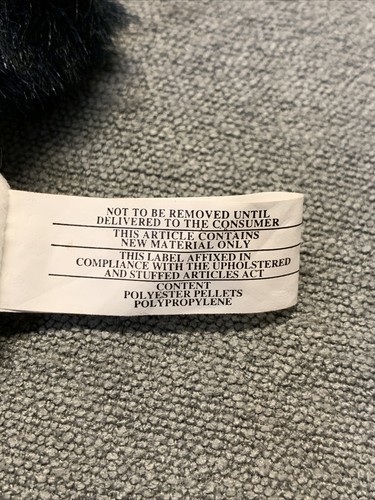 NOT TO BE REMOVED UNTIL
DELIVERED TO THE CONSUMER
THIS ARTICLE CONTAINS
NEW MATERIAL ONLY
THIS LABEL AFFIXED IN
COMPLIANCE WITH THE UPHOLSTERED
AND STUFFED ARTICLES ACT
CONTENT
POLYESTER PELLETS
POLYPROPYLENE